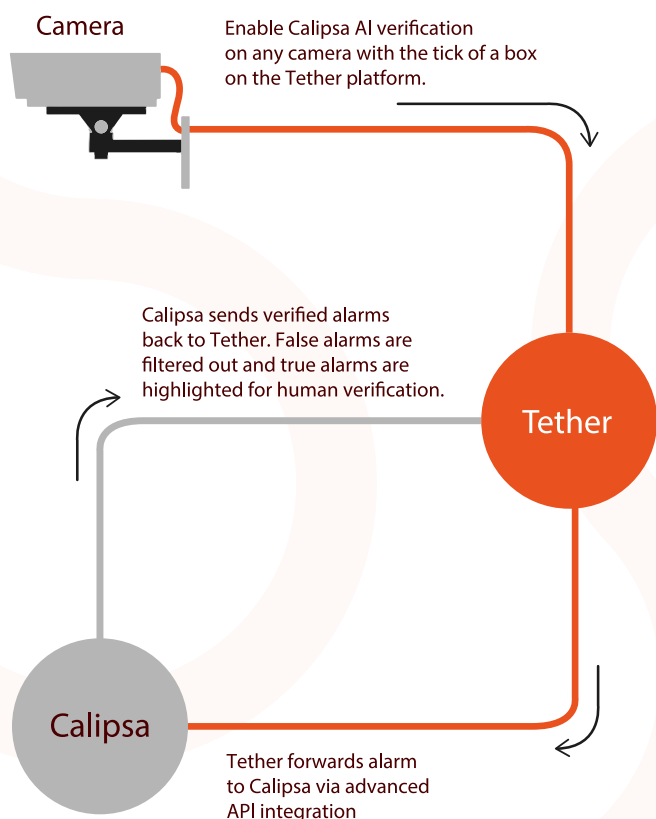 Camera
Enable Calipsa AI verification
on any camera with the tick of a box
on the Tether platform.
Calipsa sends verified alarms
back to Tether. False alarms are
filtered out and true alarms are
highlighted for human verification.
Tether
Calipsa
Tether forwards alarm
to Calipsa via advanced
API integration